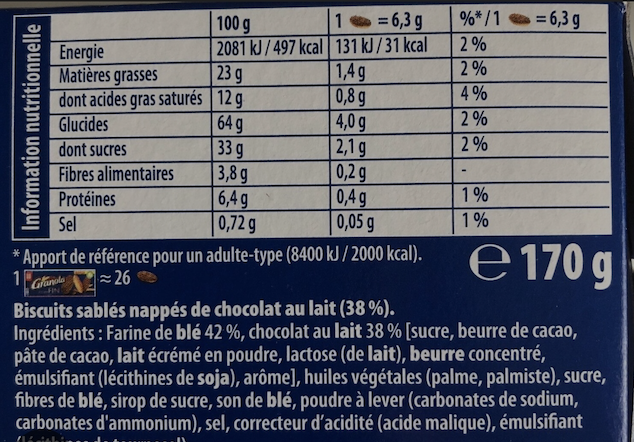 Information nutritionnelle
100 g 1 = 6,3 g %*/1 = 6,3 g
Energie 2081 kJ / 497 kcal 131 kJ / 31 kcal 2 %
Matières grasses 23 g 1,4 g 2 %
dont acides gras saturés 12 g 0,8 g 4 %
Glucides 64 g 4,0 g 2 %
dont sucres 33 g 2,1 g 2 %
Fibres alimentaires 3,8 g 0,2 g -
Protéines 6,4 g 0,4 g 1 %
Sel 0,72 g 0,05 g 1 %
* Apport de référence pour un adulte-type (8400 kJ / 2000 kcal).
1 Granola ≈ 26
℮ 170 g
Biscuits sablés nappés de chocolat au lait (38 %).
Ingrédients : Farine de blé 42 %, chocolat au lait 38 % [sucre, beurre de cacao,
pâte de cacao, lait écrémé en poudre, lactose (de lait), beurre concentré,
émulsifiant (lécithines de soja), arôme], huiles végétales (palme, palmiste), sucre,
fibres de blé, sirop de sucre, son de blé, poudre à lever (carbonates de sodium,
carbonates d'ammonium), sel, correcteur d'acidité (acide malique), émulsifiant